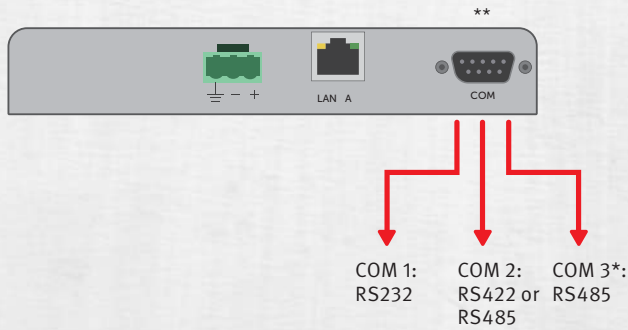 **
− +
LAN A
COM
COM 1:
RS232
COM 2:
RS422 or
RS485
COM 3*:
RS485